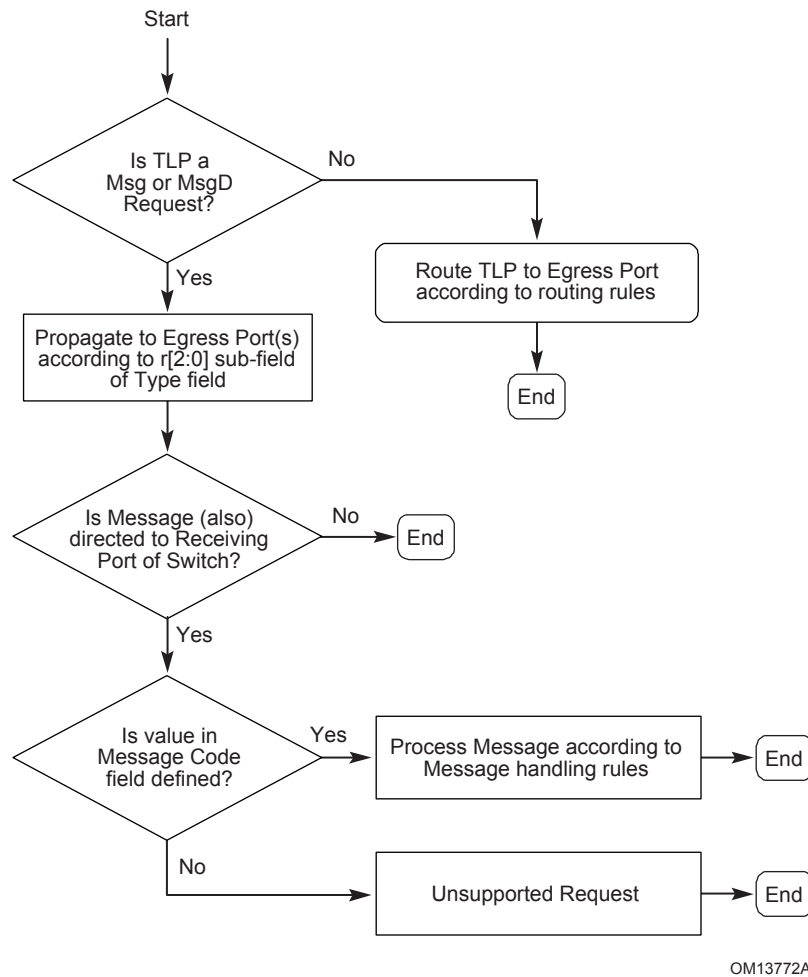 Start
Is TLP a
Msg or MsgD
Request?
No
Yes
Route TLP to Egress Port
according to routing rules
End
Propagate to Egress Port(s)
according to r[2:0] sub-field
of Type field
Is Message (also)
directed to Receiving
Port of Switch?
No
End
Yes
Is value in
Message Code
field defined?
Yes
Process Message according to
Message handling rules
End
No
Unsupported Request
End
OM13772A